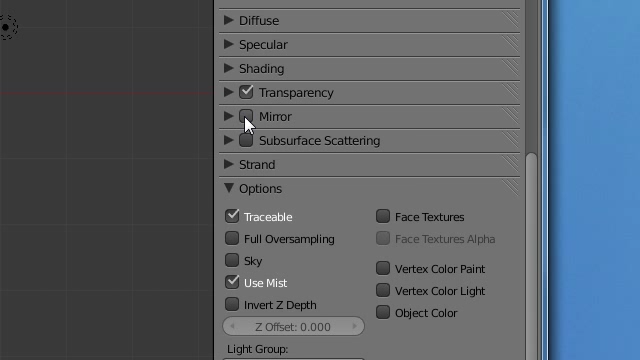 Diffuse
Specular
Shading
Transparency
Mirror
Subsurface Scattering
Strand
Options
Traceable
Full Oversampling
Sky
Use Mist
Invert Z Depth
Z Offset: 0.000
Light Group:
Face Textures
Face Textures Alpha
Vertex Color Paint
Vertex Color Light
Object Color